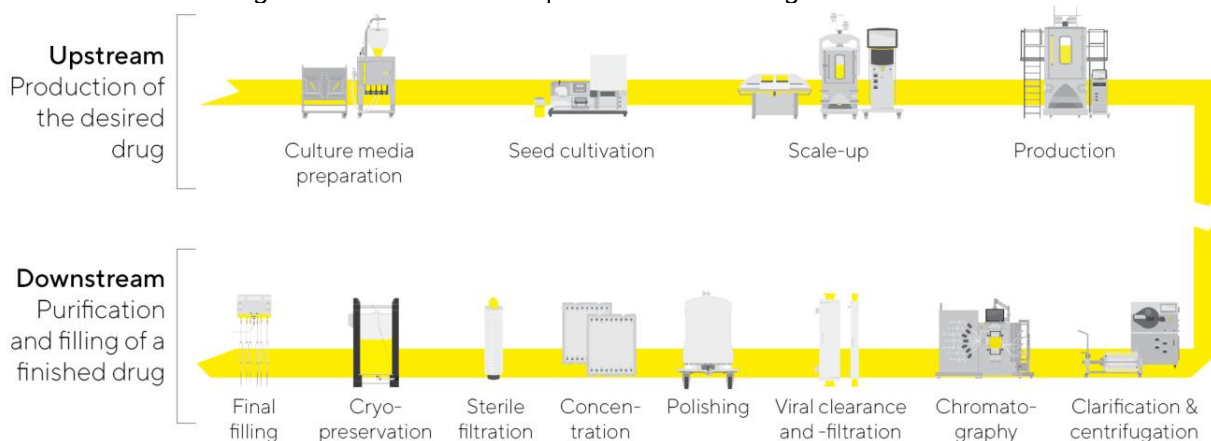 Upstream
Production of
the desired
drug
Culture media
preparation
Seed cultivation
Scale-up
Production
Downstream
Purification
and filling of a
finished drug
Final
filling
Cryo-
preservation
Sterile
filtration
Concen-
tration
Polishing
Viral clearance
and -filtration
Chromato-
graphy
Clarification &
centrifugation